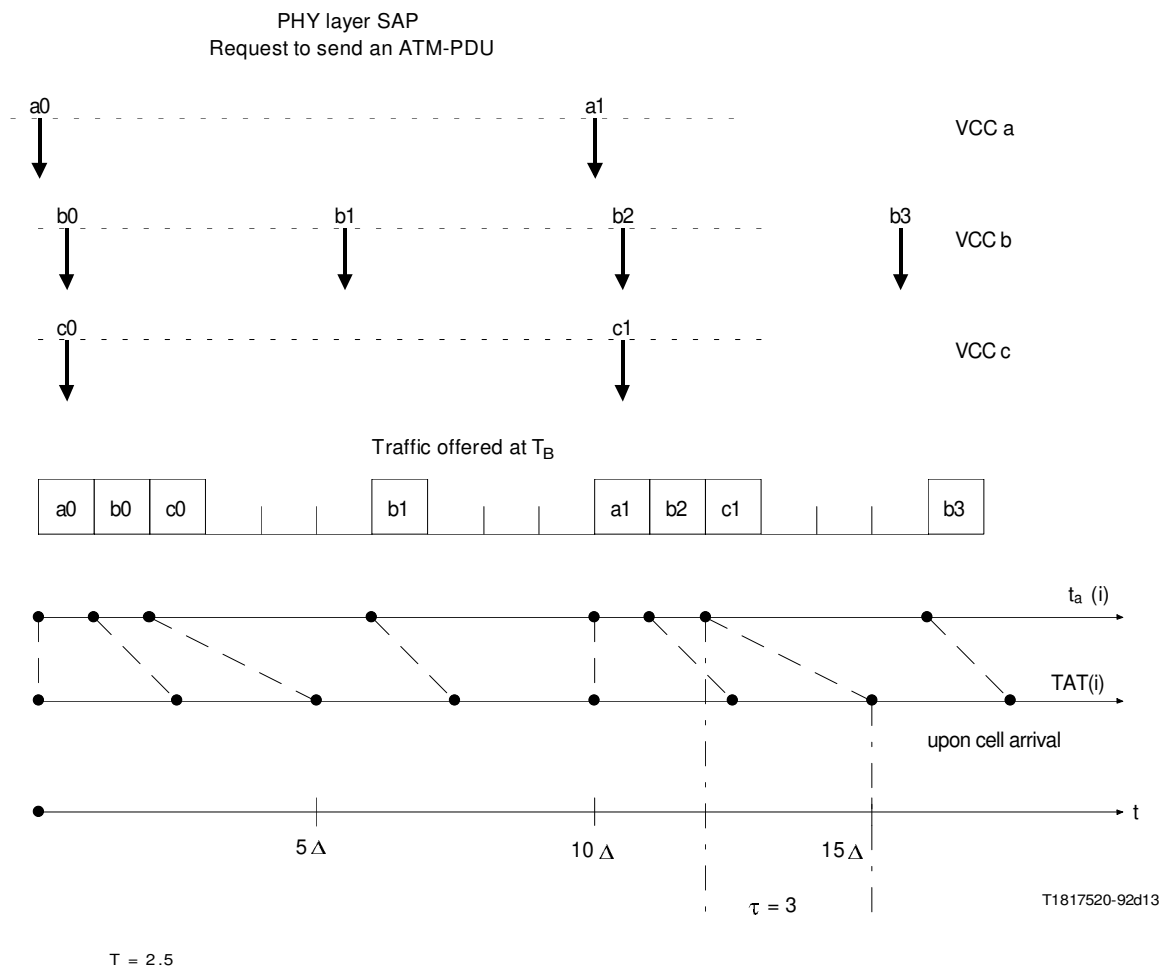 PHY layer SAP
Request to send an ATM-PDU
a0 a1 VCC a
b0 b1 b2 b3 VCC b
c0 c1 VCC c
Traffic offered at T_B
a0 b0 c0 b1 a1 b2 c1 b3
t_a (i)
TAT(i)
upon cell arrival
t
5 Δ 10 Δ 15 Δ
τ = 3
T1817520-92d13
T = 2.5